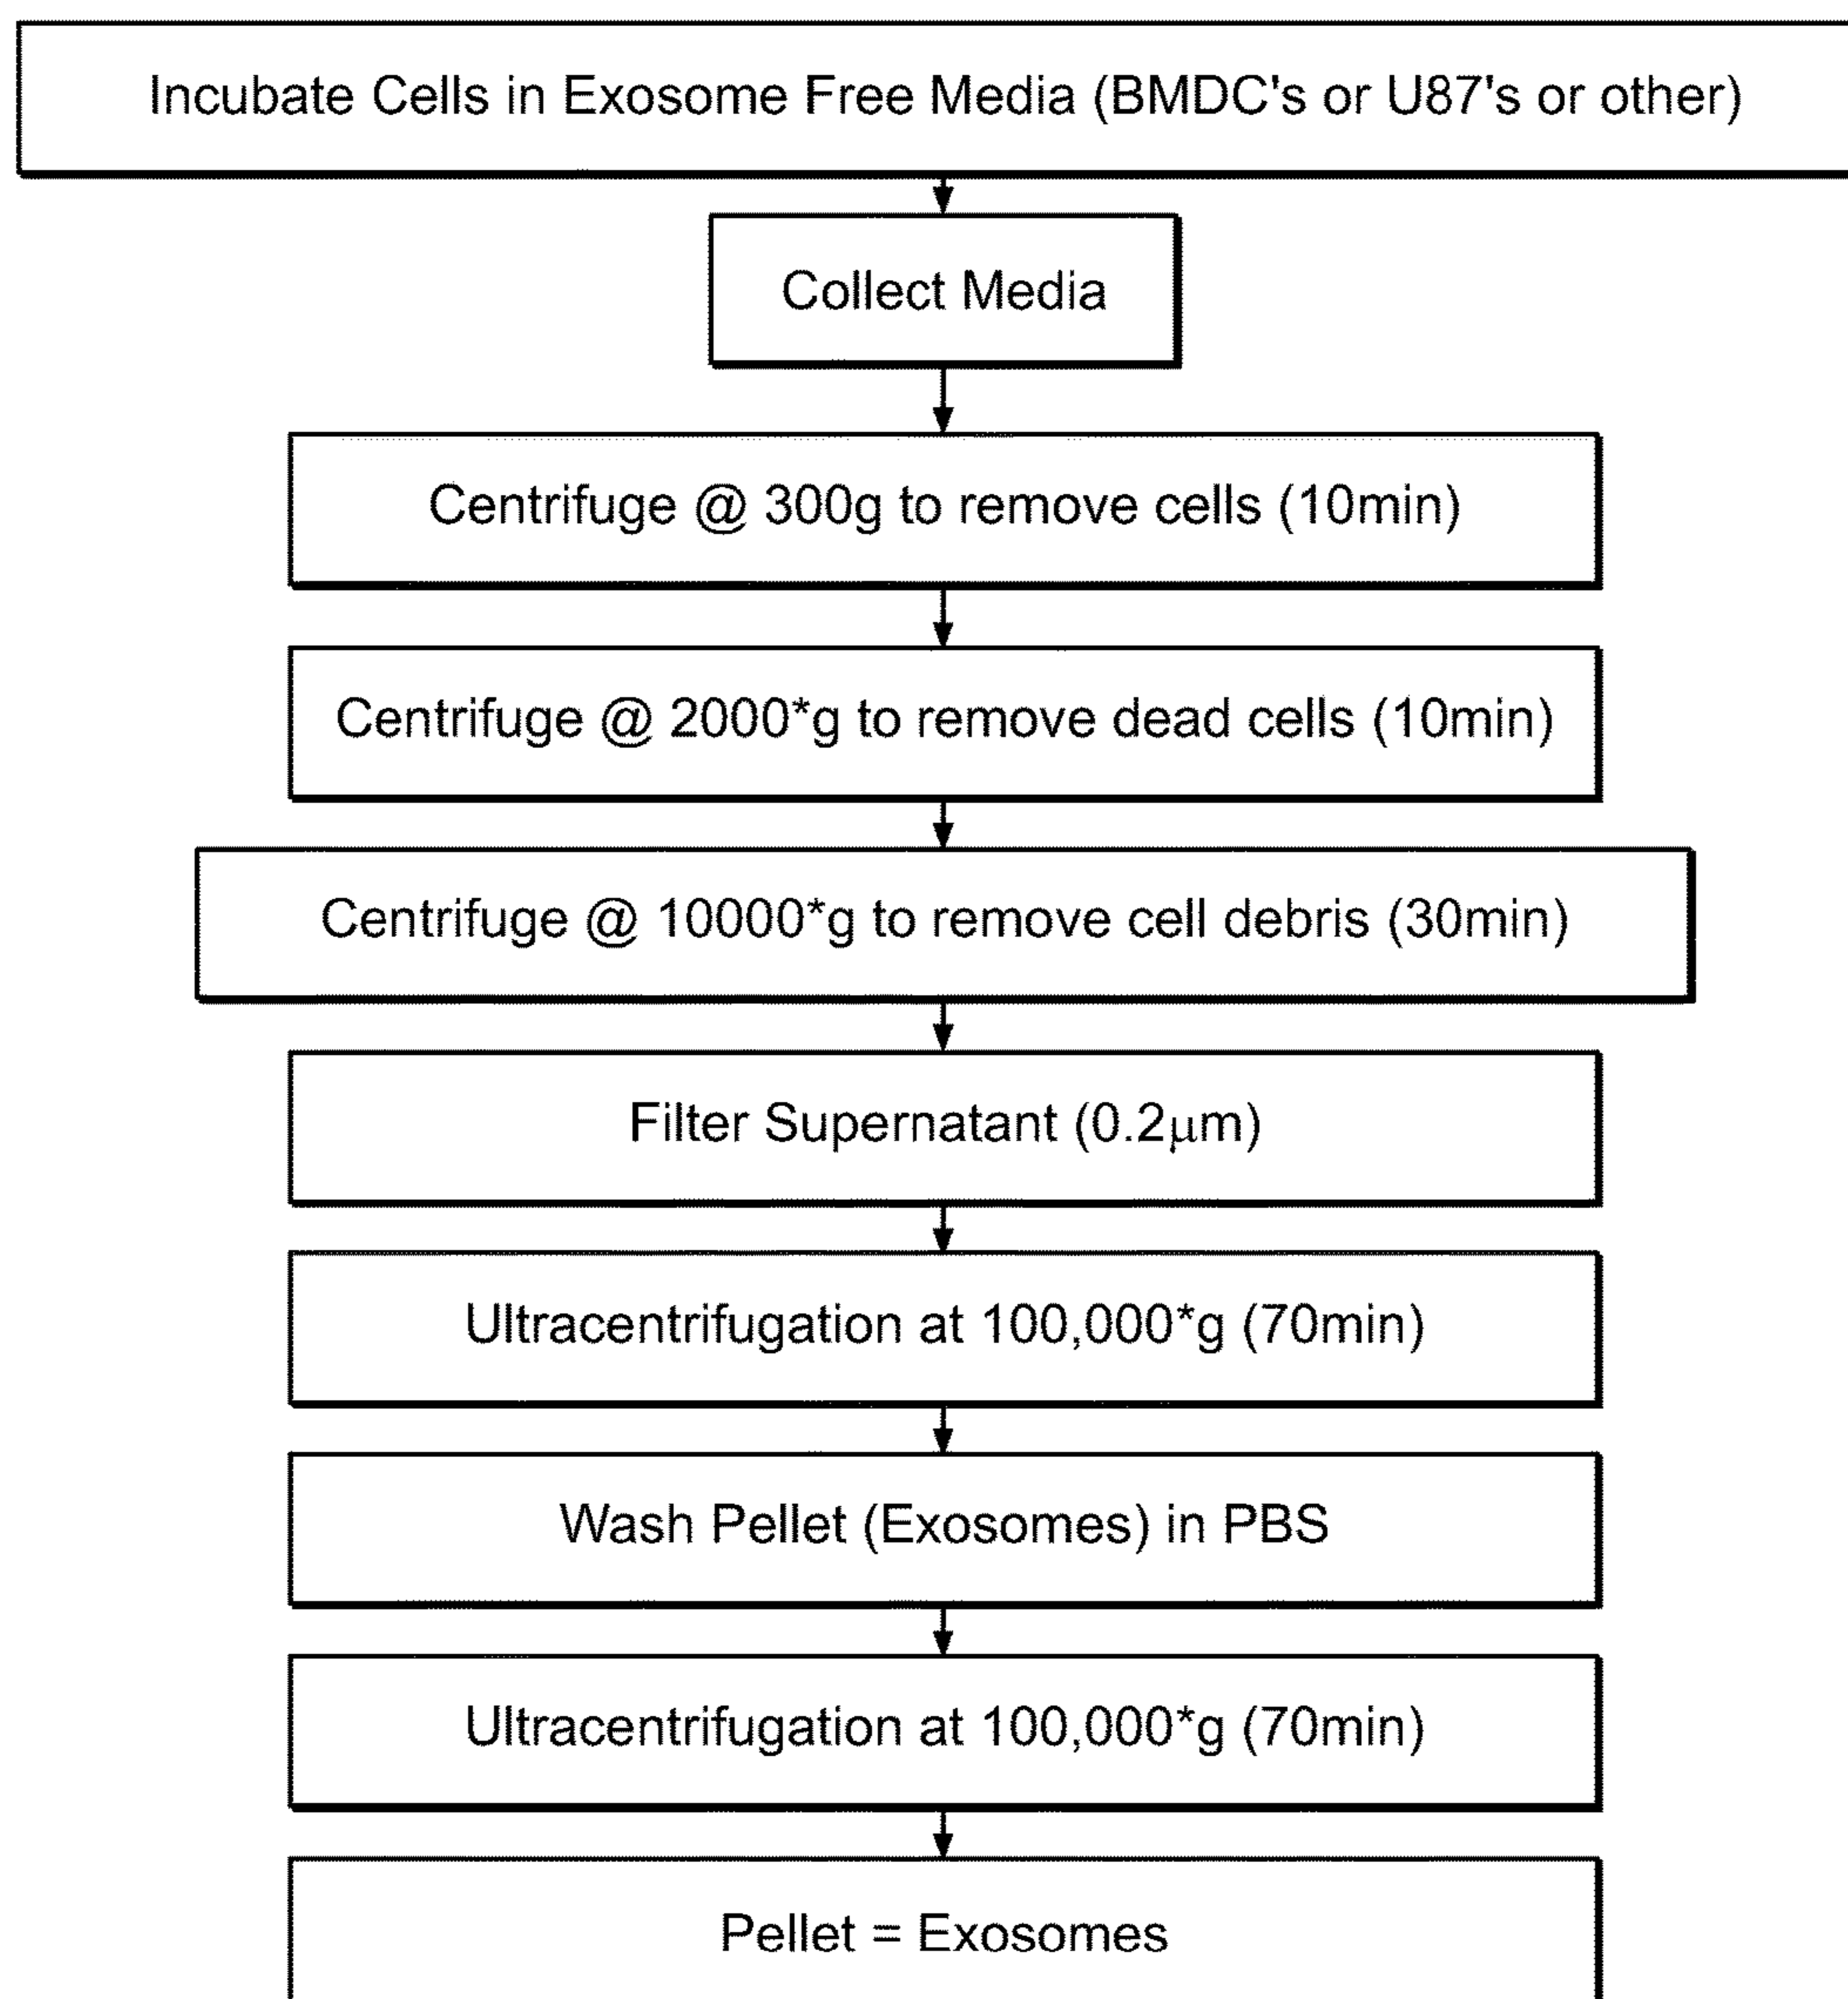 Incubate Cells in Exosome Free Media (BMDC's or U87's or other)
Collect Media
Centrifuge @ 300g to remove cells (10min)
Centrifuge @ 2000*g to remove dead cells (10min)
Centrifuge @ 10000*g to remove cell debris (30min)
Filter Supernatant (0.2μm)
Ultracentrifugation at 100,000*g (70min)
Wash Pellet (Exosomes) in PBS
Ultracentrifugation at 100,000*g (70min)
Pellet = Exosomes